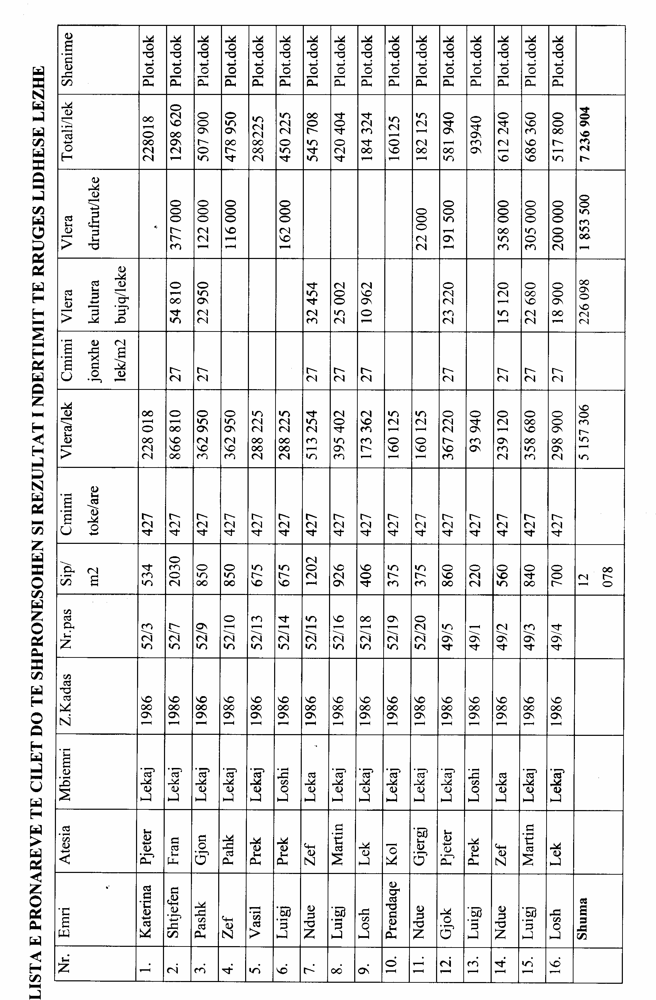 LISTA E PRONAREVE TE CILET DO TE SHPRONESOHEN SI REZULTAT I NDERTIMIT TE RRUGES LIDHESE LEZHE
Nr. Emri Atesia Mbiemri Z.Kadas Nr.pas Sip/ m2 Cmimi toke/are Vlera/lek Cmimi jonxhe lek/m2 Vlera kultura bujq/leke Vlera drufrut/leke Totali/lek Shenime
1. Katerina Pjeter Lekaj 1986 52/3 534 427 228 018 228018 Plot.dok
2. Shtjefen Fran Lekaj 1986 52/7 2030 427 866 810 27 54 810 377 000 1298 620 Plot.dok
3. Pashk Gjon Lekaj 1986 52/9 850 427 362 950 27 22 950 122 000 507 900 Plot.dok
4. Zef Pahk Lekaj 1986 52/10 850 427 362 950 116 000 478 950 Plot.dok
5. Vasil Prek Lekaj 1986 52/13 675 427 288 225 288225 Plot.dok
6. Luigj Prek Loshi 1986 52/14 675 427 288 225 162 000 450 225 Plot.dok
7. Ndue Zef Leka 1986 52/15 1202 427 513 254 27 32 454 545 708 Plot.dok
8. Luigj Martin Lekaj 1986 52/16 926 427 395 402 27 25 002 420 404 Plot.dok
9. Losh Lek Lekaj 1986 52/18 406 427 173 362 27 10 962 184 324 Plot.dok
10. Prendaqe Kol Lekaj 1986 52/19 375 427 160 125 160125 Plot.dok
11. Ndue Gjergj Lekaj 1986 52/20 375 427 160 125 22 000 182 125 Plot.dok
12. Gjok Pjeter Lekaj 1986 49/5 860 427 367 220 27 23 220 191 500 581 940 Plot.dok
13. Luigj Prek Loshi 1986 49/1 220 427 93 940 93940 Plot.dok
14. Ndue Zef Leka 1986 49/2 560 427 239 120 27 15 120 358 000 612 240 Plot.dok
15. Luigj Martin Lekaj 1986 49/3 840 427 358 680 27 22 680 305 000 686 360 Plot.dok
16. Losh Lek Lekaj 1986 49/4 700 427 298 900 27 18 900 200 000 517 800 Plot.dok
Shuma 12 078 5 157 306 226 098 1 853 500 7 236 904